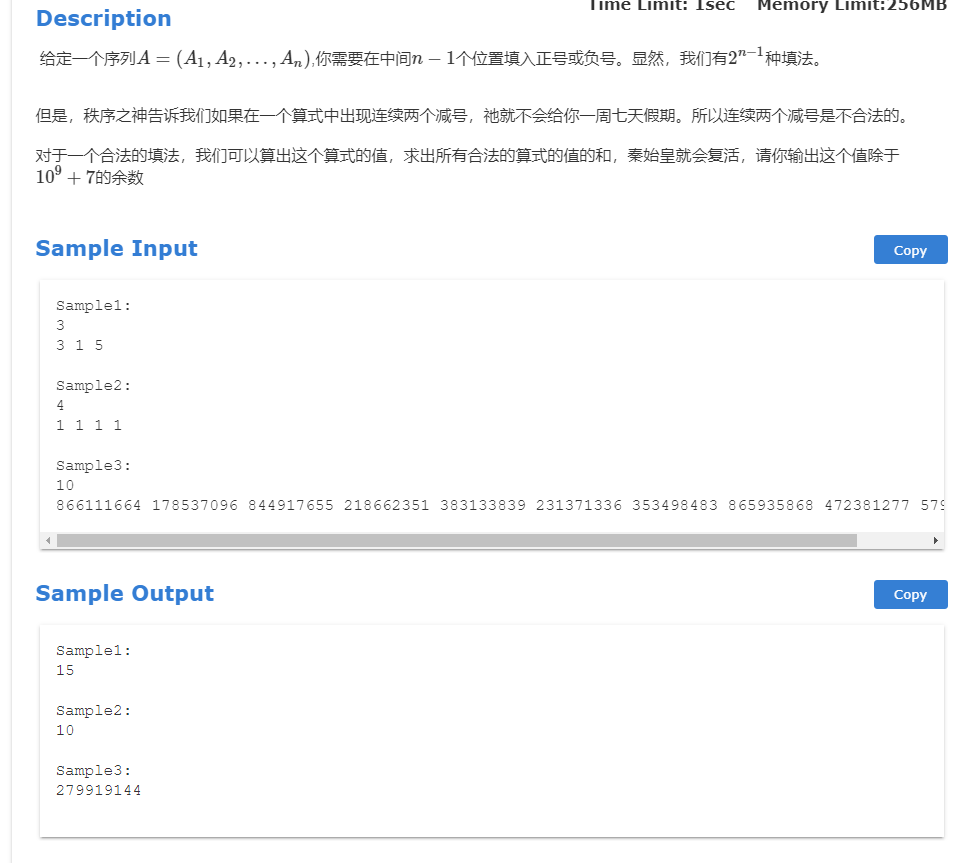 Time Limit: 1sec Memory Limit:256MB
Description
给定一个序列A = (A1, A2, ..., An),你需要在中间n − 1个位置填入正号或负号。显然，我们有2^{n−1}种填法。
但是，秩序之神告诉我们如果在一个算式中出现连续两个减号，祂就不会给你一周七天假期。所以连续两个减号是不合法的。
对于一个合法的填法，我们可以算出这个算式的值，求出所有合法的算式的值的和，秦始皇就会复活，请你输出这个值除于
10^9 + 7的余数
Sample Input
Copy
Sample1:
3
3 1 5
Sample2:
4
1 1 1 1
Sample3:
10
866111664 178537096 844917655 218662351 383133839 231371336 353498483 865935868 472381277 579
Sample Output
Copy
Sample1:
15
Sample2:
10
Sample3:
279919144